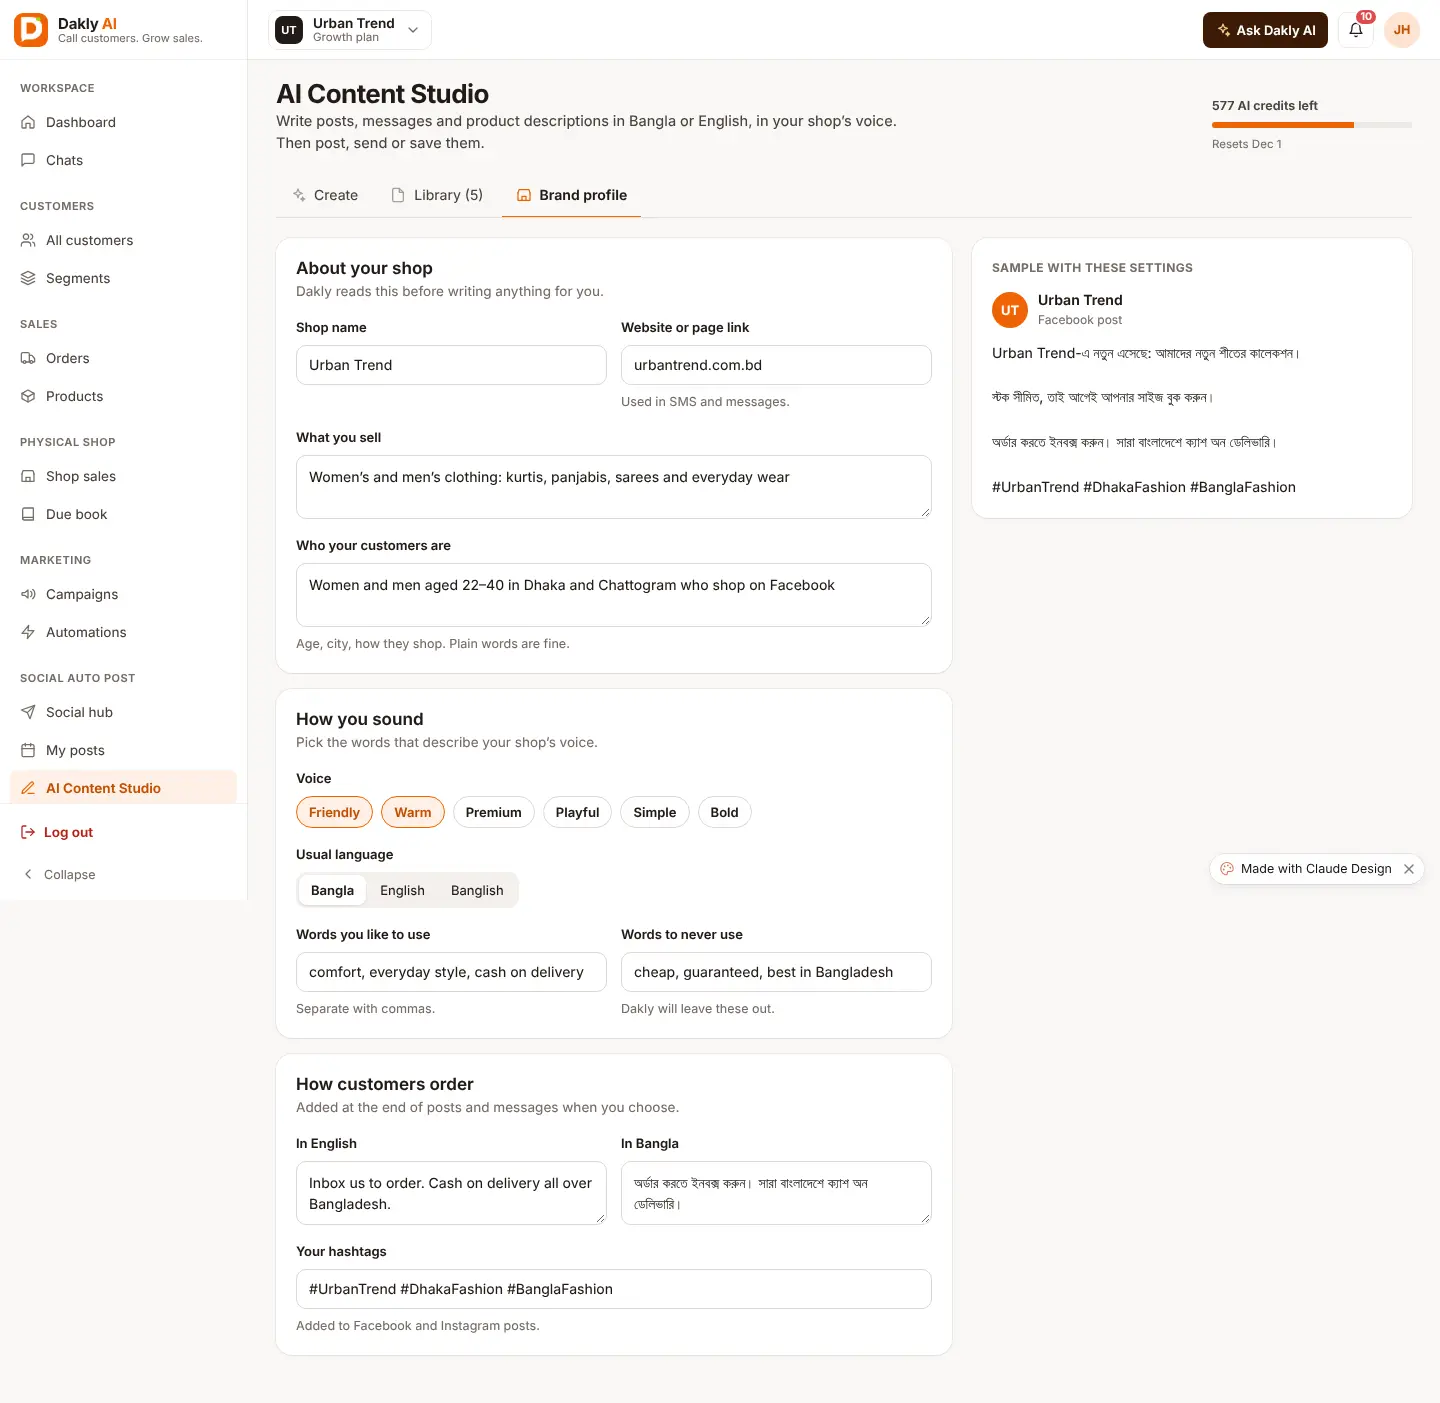 Dakly AI
Call customers. Grow sales.
UT
Urban Trend
Growth plan
Ask Dakly AI
10
JH
WORKSPACE
Dashboard
Chats
CUSTOMERS
All customers
Segments
SALES
Orders
Products
PHYSICAL SHOP
Shop sales
Due book
MARKETING
Campaigns
Automations
SOCIAL AUTO POST
Social hub
My posts
AI Content Studio
Log out
Collapse
AI Content Studio
Write posts, messages and product descriptions in Bangla or English, in your shop’s voice.
Then post, send or save them.
577 AI credits left
Resets Dec 1
Create
Library (5)
Brand profile
About your shop
Dakly reads this before writing anything for you.
Shop name
Urban Trend
Website or page link
urbantrend.com.bd
Used in SMS and messages.
What you sell
Women’s and men’s clothing: kurtis, panjabis, sarees and everyday wear
Who your customers are
Women and men aged 22–40 in Dhaka and Chattogram who shop on Facebook
Age, city, how they shop. Plain words are fine.
How you sound
Pick the words that describe your shop’s voice.
Voice
Friendly
Warm
Premium
Playful
Simple
Bold
Usual language
Bangla
English
Banglish
Words you like to use
comfort, everyday style, cash on delivery
Separate with commas.
Words to never use
cheap, guaranteed, best in Bangladesh
Dakly will leave these out.
How customers order
Added at the end of posts and messages when you choose.
In English
Inbox us to order. Cash on delivery all over
Bangladesh.
In Bangla
অর্ডার করতে ইনবক্স করুন। সারা বাংলাদেশে ক্যাশ অন
ডেলিভারি।
Your hashtags
#UrbanTrend #DhakaFashion #BanglaFashion
Added to Facebook and Instagram posts.
SAMPLE WITH THESE SETTINGS
UT
Urban Trend
Facebook post
Urban Trend-এ নতুন এসেছে: আমাদের নতুন শীতের কালেকশন।
স্টক সীমিত, তাই আগেই আপনার সাইজ বুক করুন।
অর্ডার করতে ইনবক্স করুন। সারা বাংলাদেশে ক্যাশ অন ডেলিভারি।
#UrbanTrend #DhakaFashion #BanglaFashion
Made with Claude Design